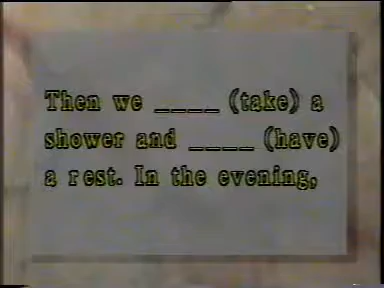 Then we ____ (take) a
shower and ____ (have)
a rest. In the evening,